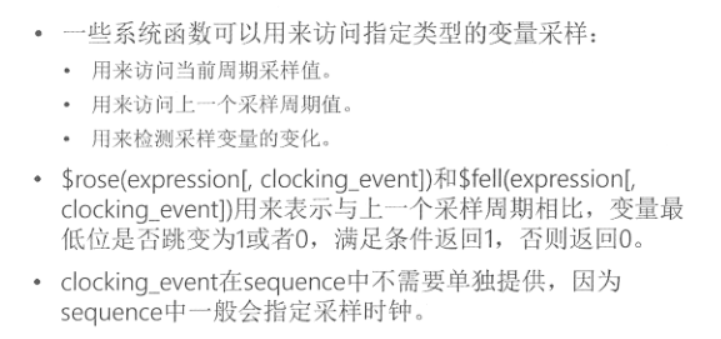 • 一些系统函数可以用来访问指定类型的变量采样：
• 用来访问当前周期采样值。
• 用来访问上一个采样周期值。
• 用来检测采样变量的变化。
• $rose(expression[, clocking_event])和$fell(expression[,
clocking_event])用来表示与上一个采样周期相比，变量最
低位是否跳变为1或者0，满足条件返回1，否则返回0。
• clocking_event在sequence中不需要单独提供，因为
sequence中一般会指定采样时钟。